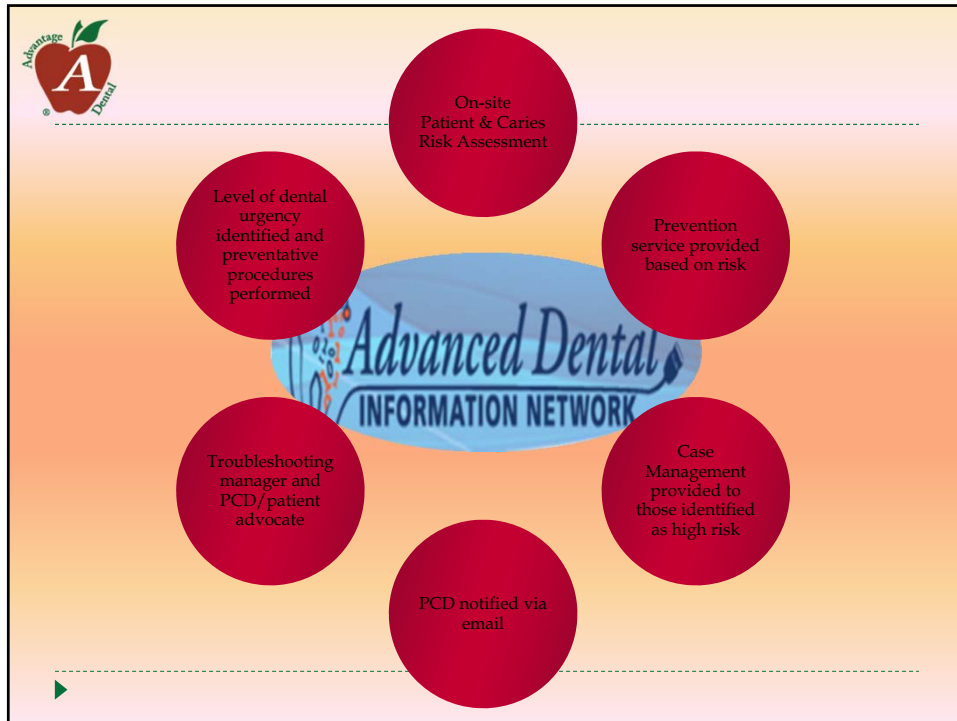 Advantage
A
Dental
®
On-site
Patient & Caries
Risk Assessment
Level of dental
urgency
identified and
preventative
procedures
performed
Prevention
service provided
based on risk
Advanced Dental
INFORMATION NETWORK
Troubleshooting
manager and
PCD/patient
advocate
Case
Management
provided to
those identified
as high risk
PCD notified via
email